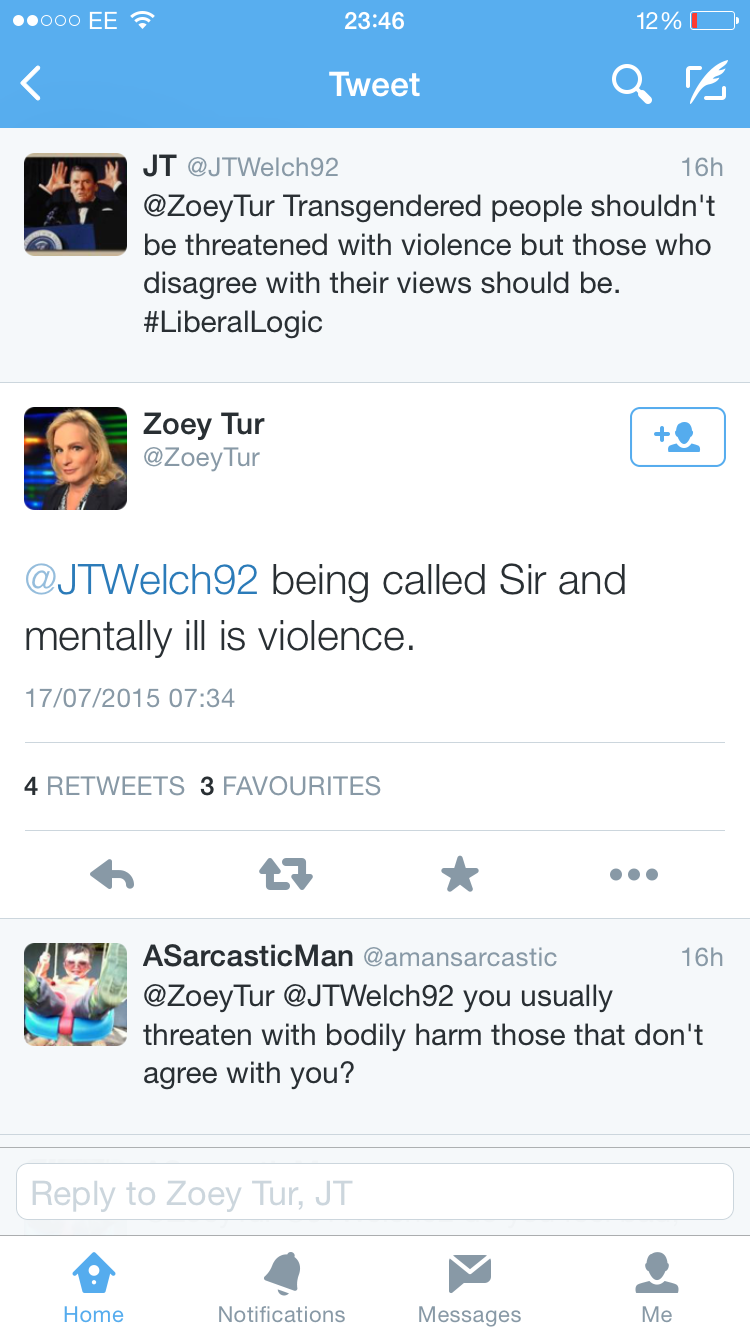 EE 23:46 12%
Tweet
JT @JTWelch92 16h
@ZoeyTur Transgendered people shouldn't
be threatened with violence but those who
disagree with their views should be.
#LiberalLogic
Zoey Tur
@ZoeyTur
@JTWelch92 being called Sir and
mentally ill is violence.
17/07/2015 07:34
4 RETWEETS 3 FAVOURITES
ASarcasticMan @amansarcastic 16h
@ZoeyTur @JTWelch92 you usually
threaten with bodily harm those that don't
agree with you?
Reply to Zoey Tur, JT
Home Notifications Messages Me